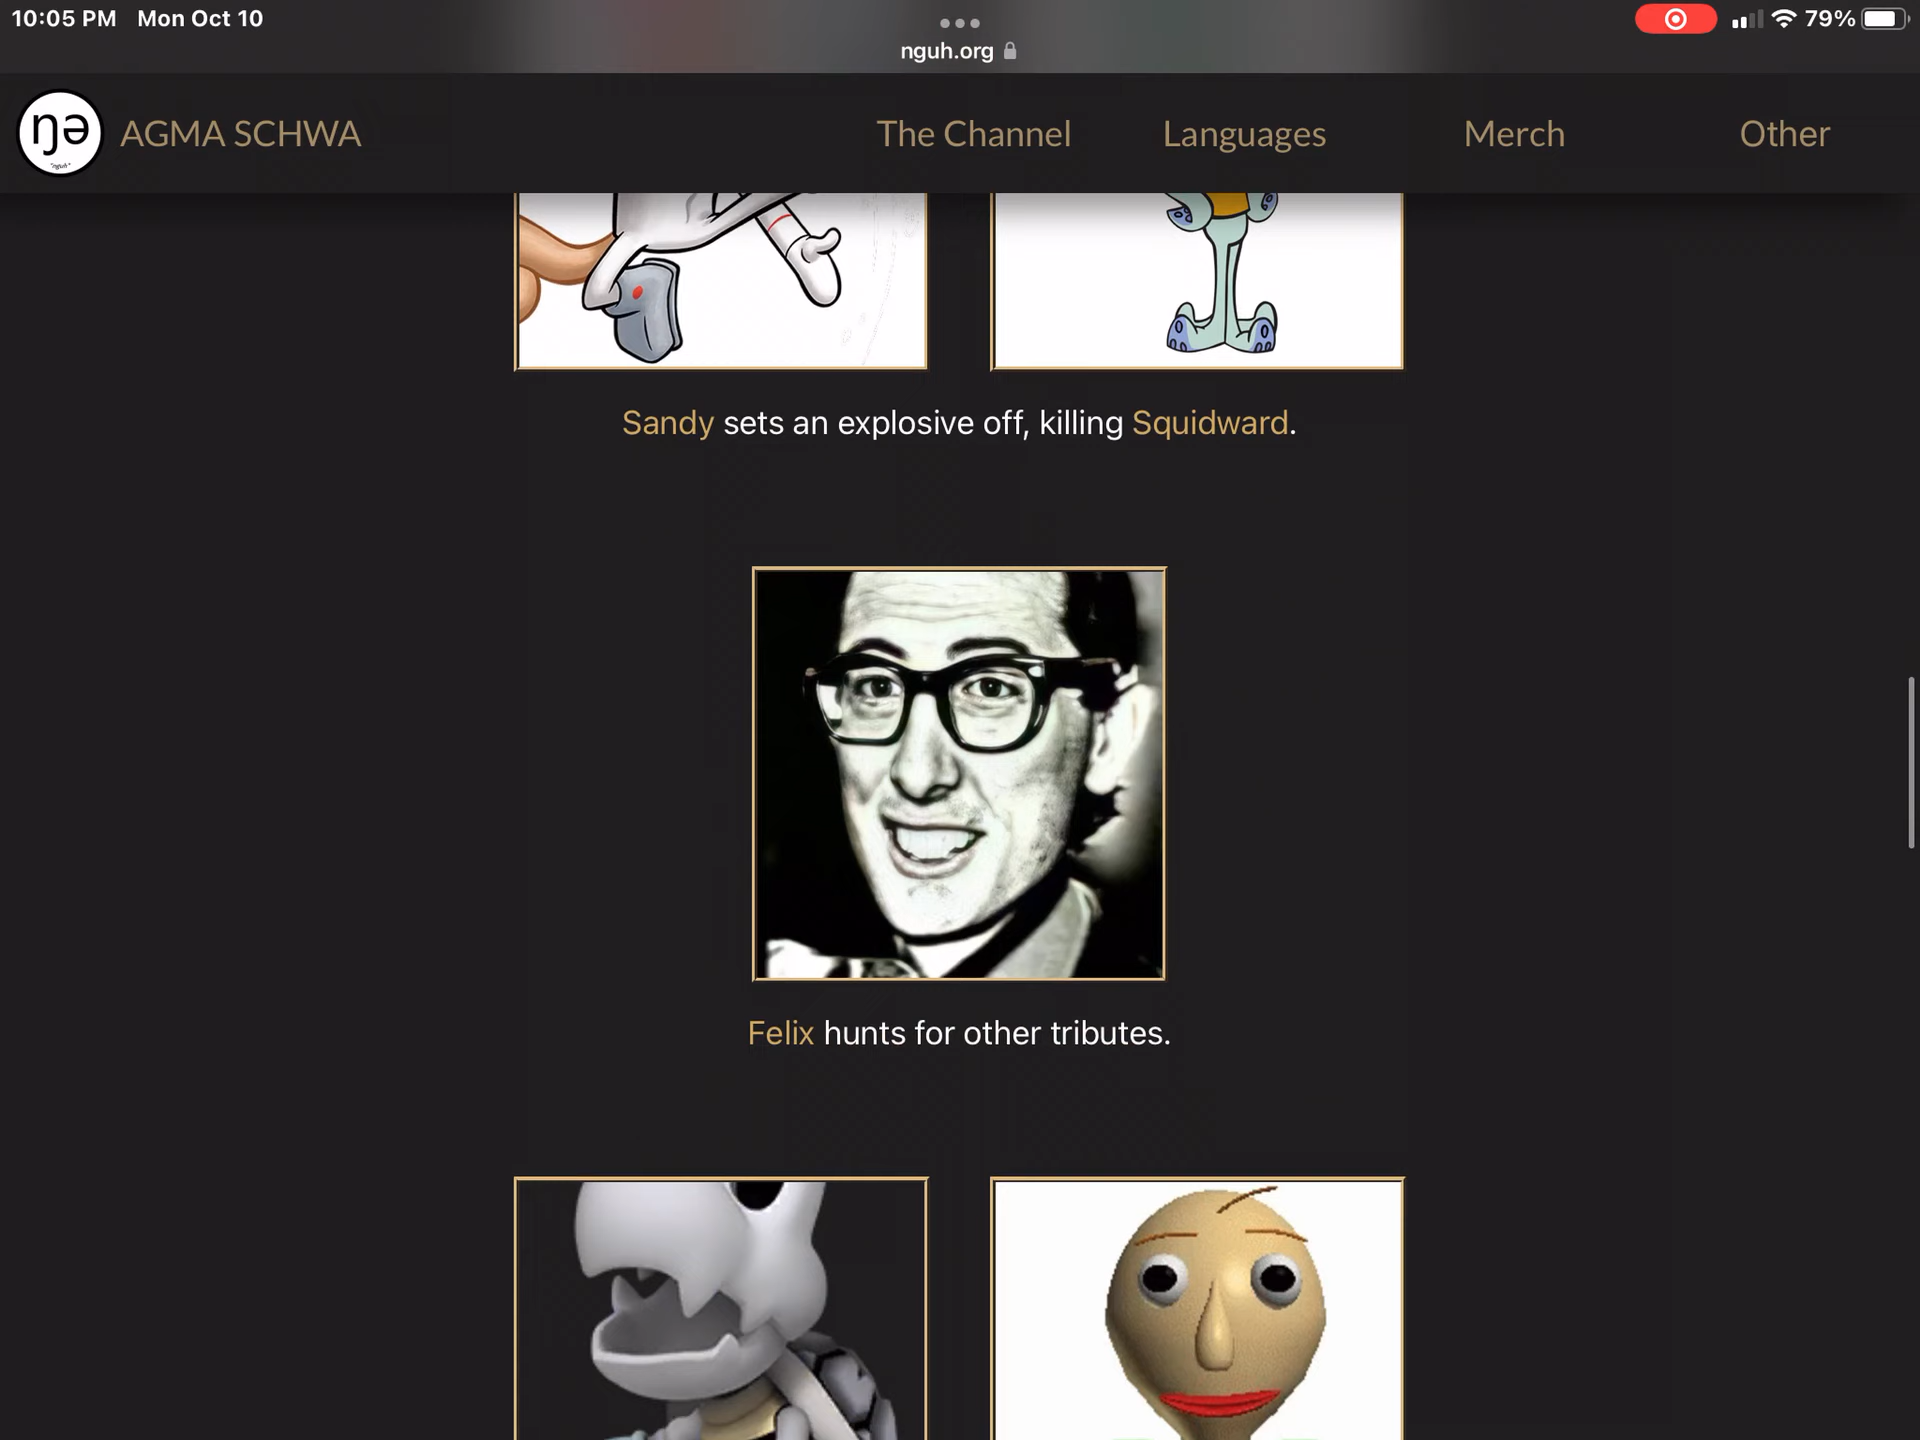 10:05 PM Mon Oct 10
79%
nguh.org
ŋə
"nguh"
AGMA SCHWA
The Channel
Languages
Merch
Other
Sandy sets an explosive off, killing Squidward.
Felix hunts for other tributes.